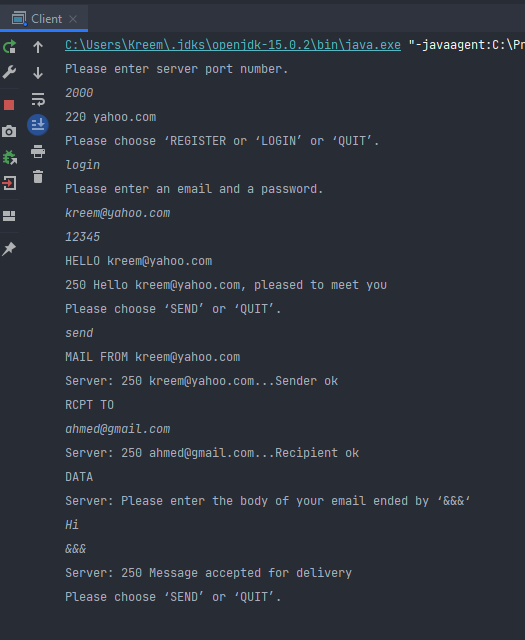 Client
C:\Users\Kreem\.jdks\openjdk-15.0.2\bin\java.exe "-javaagent:C:\Pr
Please enter server port number.
2000
220 yahoo.com
Please choose ‘REGISTER or ‘LOGIN’ or ‘QUIT’.
login
Please enter an email and a password.
kreem@yahoo.com
12345
HELLO kreem@yahoo.com
250 Hello kreem@yahoo.com, pleased to meet you
Please choose ‘SEND’ or ‘QUIT’.
send
MAIL FROM kreem@yahoo.com
Server: 250 kreem@yahoo.com...Sender ok
RCPT TO
ahmed@gmail.com
Server: 250 ahmed@gmail.com...Recipient ok
DATA
Server: Please enter the body of your email ended by ‘&&&‘
Hi
&&&
Server: 250 Message accepted for delivery
Please choose ‘SEND’ or ‘QUIT’.